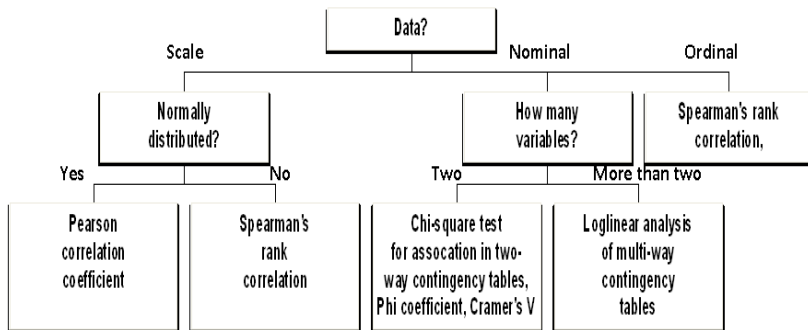 Data?
Scale Nominal Ordinal
Normally
distributed?
How many
variables?
Spearman's rank
correlation,
Yes No Two More than two
Pearson
correlation
coefficient
Spearman's
rank
correlation
Chi-square test
for assocation in two-
way contingency tables,
Phi coefficient, Cramer's V
Loglinear analysis
of multi-way
contingency
tables